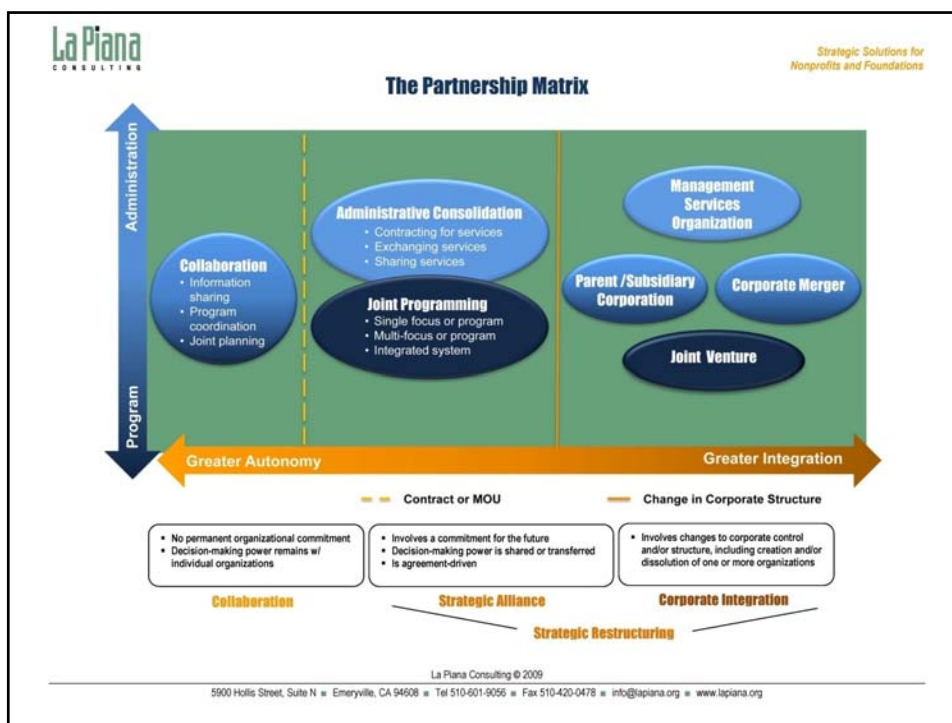 La Piana
CONSULTING
Strategic Solutions for
Nonprofits and Foundations
The Partnership Matrix
Administration
Program
Collaboration
• Information
sharing
• Program
coordination
• Joint planning
Administrative Consolidation
• Contracting for services
• Exchanging services
• Sharing services
Joint Programming
• Single focus or program
• Multi-focus or program
• Integrated system
Management
Services
Organization
Parent /Subsidiary
Corporation
Corporate Merger
Joint Venture
Greater Autonomy
Greater Integration
Contract or MOU
Change in Corporate Structure
▪ No permanent organizational commitment
▪ Decision-making power remains w/
individual organizations
▪ Involves a commitment for the future
▪ Decision-making power is shared or transferred
▪ Is agreement-driven
▪ Involves changes to corporate control
and/or structure, including creation and/or
dissolution of one or more organizations
Collaboration
Strategic Alliance
Corporate Integration
Strategic Restructuring
La Piana Consulting © 2009
5900 Hollis Street, Suite N ■ Emeryville, CA 94608 ■ Tel 510-601-9056 ■ Fax 510-420-0478 ■ info@lapiana.org ■ www.lapiana.org